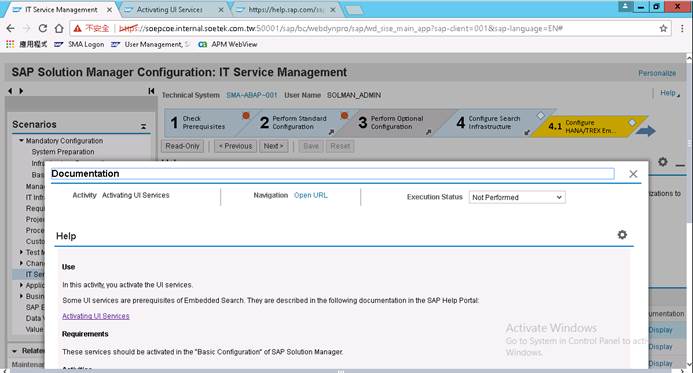 IT Service Management
Activating UI Services
https://help.sap.com/sa
不安全
https://soepcoe.internal.soetek.com.tw:50001/sap/bc/webdynpro/sap/wd_sise_main_app?sap-client=001&sap-language=EN#
應用程式
SMA Logon
User Management, S
APM WebView
SAP Solution Manager Configuration: IT Service Management
Personalize
Technical System SMA-ABAP-001 User Name SOLMAN_ADMIN
Help
Scenarios
1 Check Prerequisites
2 Perform Standard Configuration
3 Perform Optional Configuration
4 Configure Search Infrastructure
4.1 Configure HANA/TREX Em...
Mandatory Configuration
System Preparation
Read-Only
< Previous
Next >
Save
Reset
Documentation
Activity Activating UI Services
Navigation Open URL
Execution Status Not Performed
Help
Use
In this activity, you activate the UI services.
Some UI services are prerequisites of Embedded Search. They are described in the following documentation in the SAP Help Portal:
Activating UI Services
Requirements
These services should be activated in the "Basic Configuration" of SAP Solution Manager.
Bas
Mana
IT Infr
Requi
Projec
Proce
Custo
Test M
Chan
IT Ser
Applic
Busin
SAP E
Data V
Value
Related
Maintenan
zations to
umentation
Display
Display
Display
Activate Windows
Go to System in Control Panel to acti
Windows.